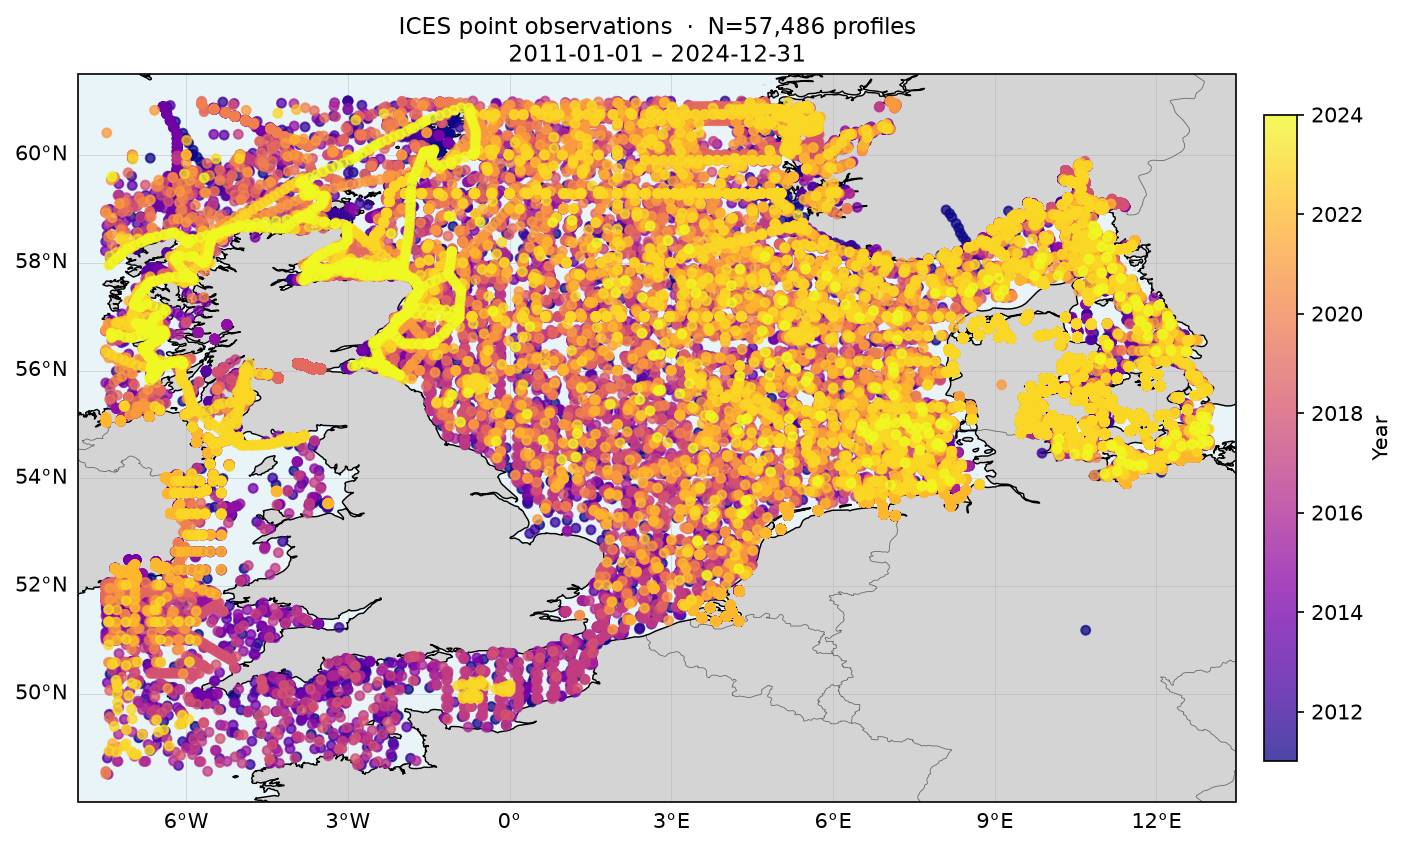 ICES point observations · N=57,486 profiles
2011-01-01 – 2024-12-31
60°N
58°N
56°N
54°N
52°N
50°N
6°W
3°W
0°
3°E
6°E
9°E
12°E
2024
2022
2020
2018
2016
2014
2012
Year